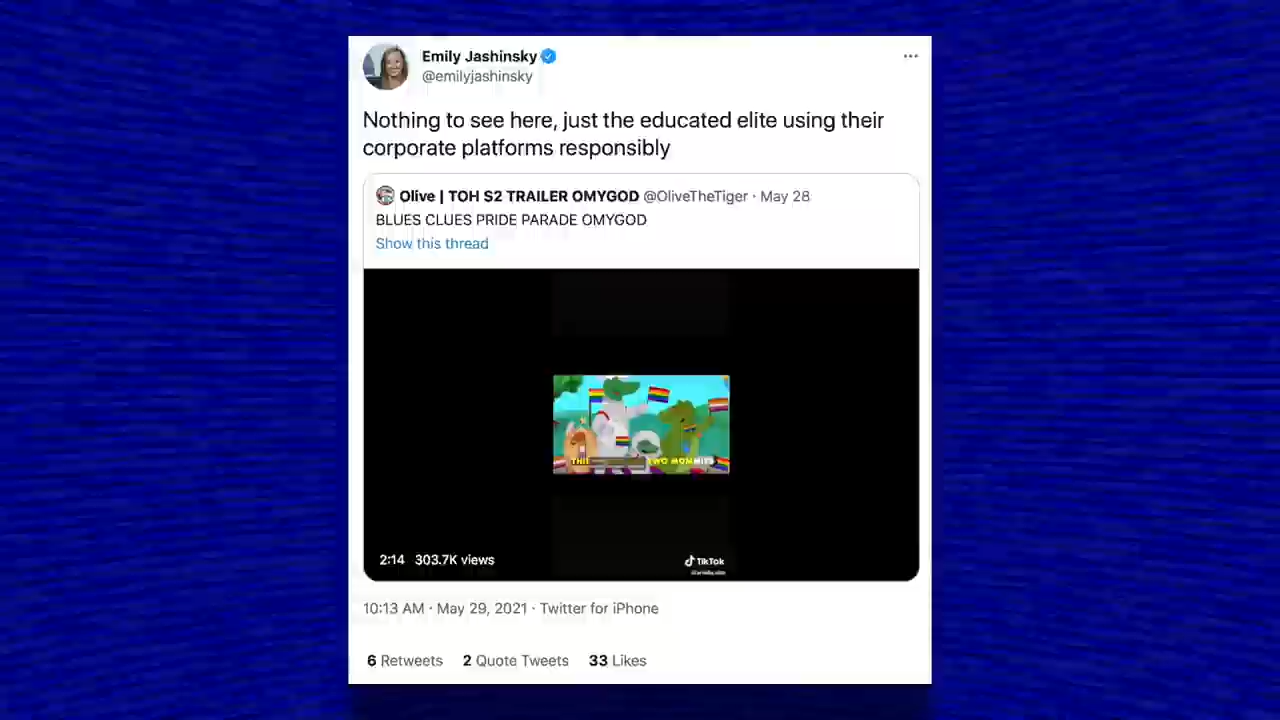 Emily Jashinsky
@emilyjashinsky
Nothing to see here, just the educated elite using their
corporate platforms responsibly
Olive | TOH S2 TRAILER OMYGOD @OliveTheTiger · May 28
BLUES CLUES PRIDE PARADE OMYGOD
Show this thread
TWO MOMMIES
2:14 303.7K views
TikTok
10:13 AM · May 29, 2021 · Twitter for iPhone
6 Retweets 2 Quote Tweets 33 Likes